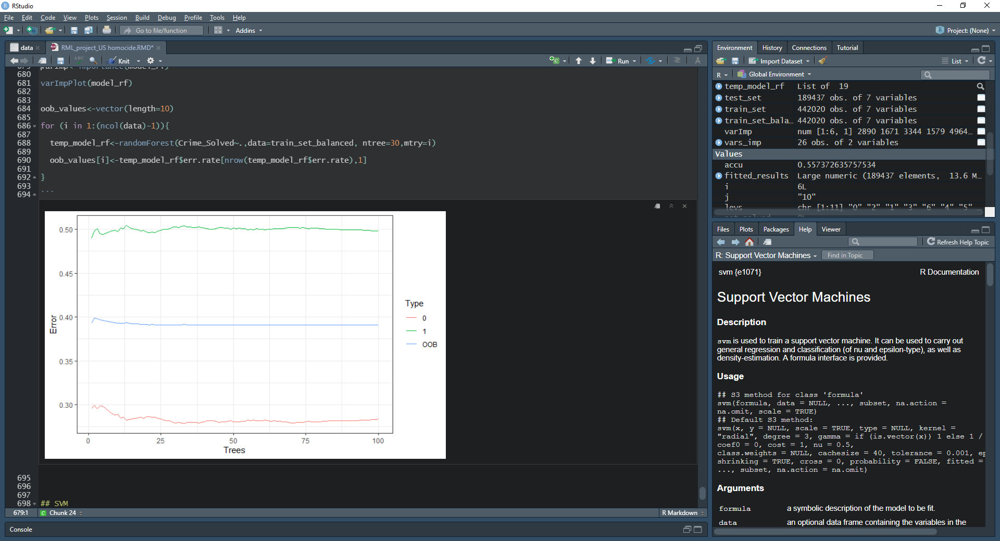 RStudio
File Edit Code View Plots Session Build Debug Profile Tools Help
Go to file/function Addins Project: (None)
data RML_project_US homocide.RMD*
Knit Run
680
681 varImpPlot(model_rf)
682
683
684 oob_values<-vector(length=10)
685
686 for (i in 1:(ncol(data)-1)){
687
688 temp_model_rf<-randomForest(Crime_Solved~.,data=train_set_balanced, ntree=30,mtry=i)
689
690 oob_values[i]<-temp_model_rf$err.rate[nrow(temp_model_rf$err.rate),1]
691
692 }
693
694 ```
0.50
0.45
0.40
0.35
0.30
Error
0 25 50 75 100
Trees
Type
0
1
OOB
695
696
697
698 ## SVM
679:1 Chunk 24 R Markdown
Console
Environment History Connections Tutorial
Import Dataset List
R Global Environment
temp_model_rf List of 19
test_set 189437 obs. of 7 variables
train_set 442020 obs. of 7 variables
train_set_bala… 442020 obs. of 7 variables
varImp num [1:6, 1] 2890 1671 3344 1579 4964…
vars_imp 26 obs. of 2 variables
Values
accu 0.557372635757534
fitted_results Large numeric (189437 elements, 13.6 M…
i 6L
j "10"
levs chr [1:11] "0" "2" "1" "3" "6" "4" "5" …
Files Plots Packages Help Viewer
Refresh Help Topic
R: Support Vector Machines Find in Topic
svm {e1071} R Documentation
Support Vector Machines
Description
svm is used to train a support vector machine. It can be used to carry out
general regression and classification (of nu and epsilon-type), as well as
density-estimation. A formula interface is provided.
Usage
## S3 method for class 'formula'
svm(formula, data = NULL, ..., subset, na.action =
na.omit, scale = TRUE)
## Default S3 method:
svm(x, y = NULL, scale = TRUE, type = NULL, kernel =
"radial", degree = 3, gamma = if (is.vector(x)) 1 else 1 /
coef0 = 0, cost = 1, nu = 0.5,
class.weights = NULL, cachesize = 40, tolerance = 0.001, ep
shrinking = TRUE, cross = 0, probability = FALSE, fitted =
..., subset, na.action = na.omit)
Arguments
formula a symbolic description of the model to be fit.
data an optional data frame containing the variables in the